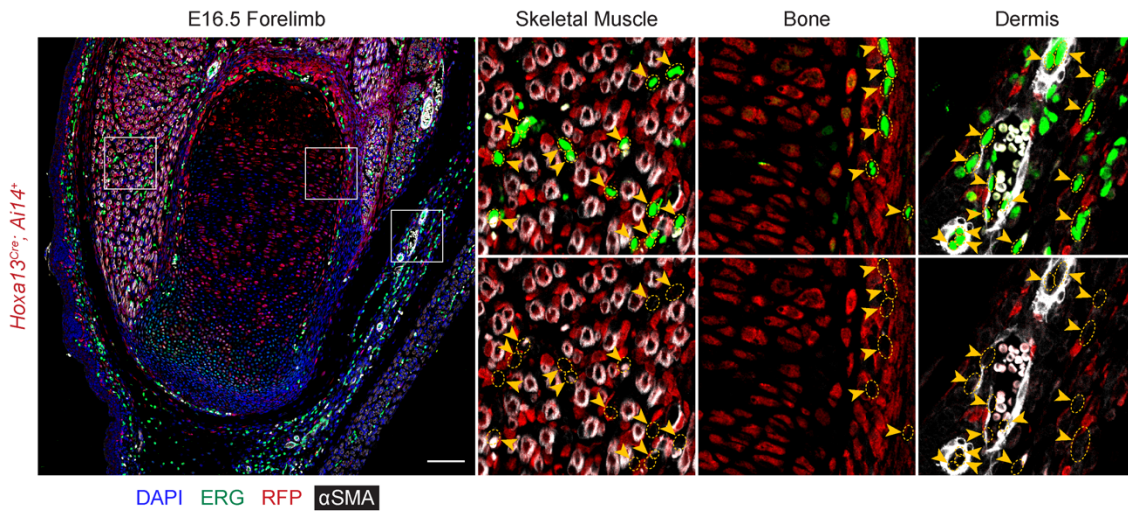 E16.5 Forelimb Skeletal Muscle Bone Dermis
Hoxa13Cre; Ai14+
DAPI ERG RFP αSMA